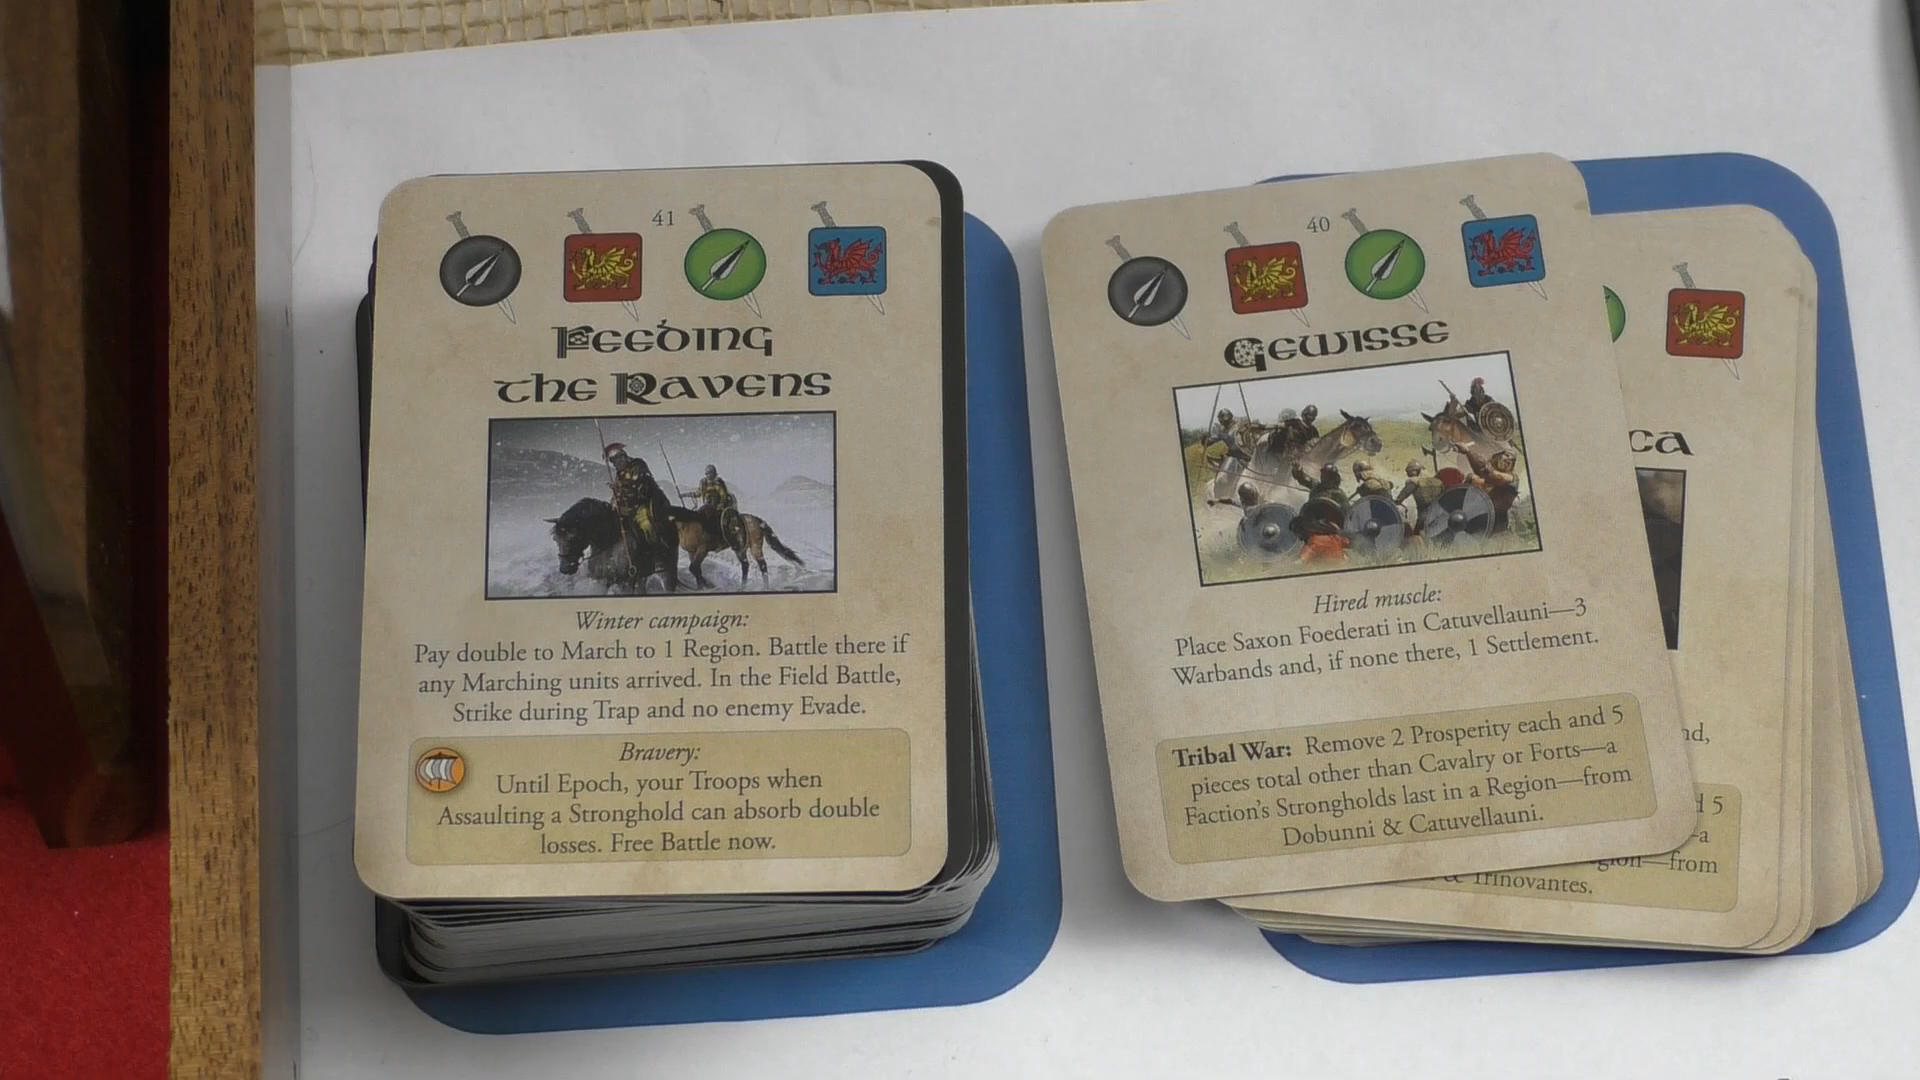 41
Feeding
the Ravens
Winter campaign:
Pay double to March to 1 Region. Battle there if
any Marching units arrived. In the Field Battle,
Strike during Trap and no enemy Evade.
Bravery:
Until Epoch, your Troops when
Assaulting a Stronghold can absorb double
losses. Free Battle now.
40
Gewisse
Hired muscle:
Place Saxon Foederati in Catuvellauni—3
Warbands and, if none there, 1 Settlement.
Tribal War: Remove 2 Prosperity each and 5
pieces total other than Cavalry or Forts—a
Faction's Strongholds last in a Region—from
Dobunni & Catuvellauni.
ca
nd,
d 5
—a
gion—from
& Trinovantes.